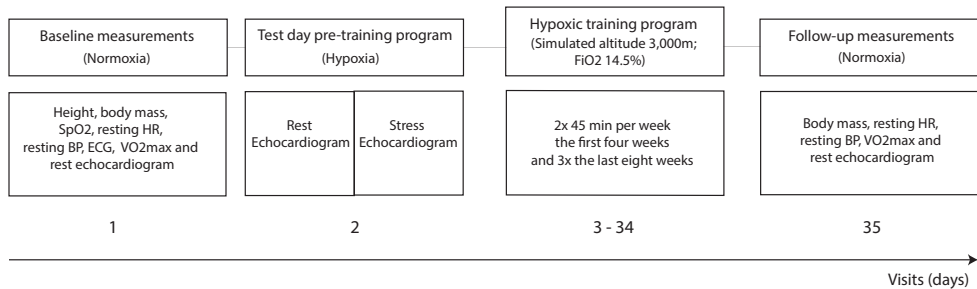 Baseline measurements
(Normoxia)
Test day pre-training program
(Hypoxia)
Hypoxic training program
(Simulated altitude 3,000m;
FiO2 14.5%)
Follow-up measurements
(Normoxia)
Height, body mass,
SpO2, resting HR,
resting BP, ECG, VO2max and
rest echocardiogram
Rest
Echocardiogram
Stress
Echocardiogram
2x 45 min per week
the first four weeks
and 3x the last eight weeks
Body mass, resting HR,
resting BP, VO2max and
rest echocardiogram
1
2
3 - 34
35
Visits (days)